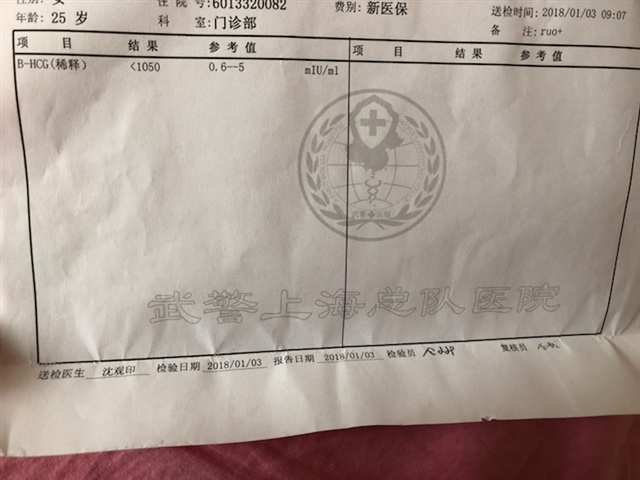 住 院 号:6013320082 费别:新医保 送检时间:2018/01/03 09:07
年龄:25 岁 科 室:门诊部 备 注:ruo+
项 目 结 果 参 考 值 项 目 结 果 参 考 值
B-HCG(稀释) <1050 0.6--5 mIU/ml
武警上海总队医院
送检医生 沈观印 检验日期 2018/01/03 报告日期 2018/01/03 检验员 复核员